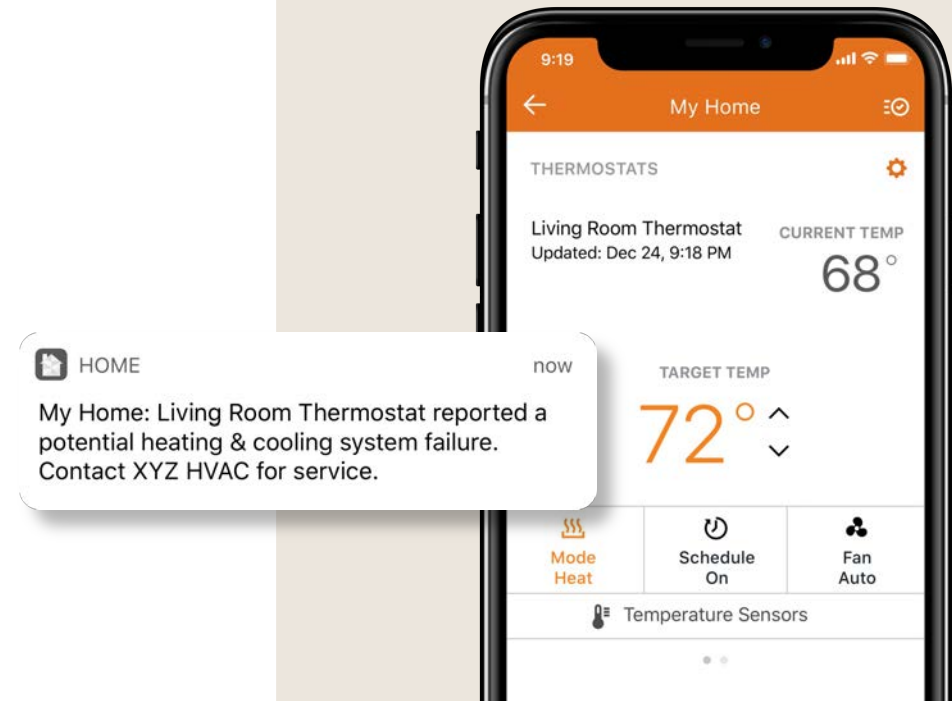 9:19
My Home
THERMOSTATS
Living Room Thermostat
Updated: Dec 24, 9:18 PM
CURRENT TEMP
68°
HOME
now
My Home: Living Room Thermostat reported a
potential heating & cooling system failure.
Contact XYZ HVAC for service.
TARGET TEMP
72°
Mode
Heat
Schedule
On
Fan
Auto
Temperature Sensors